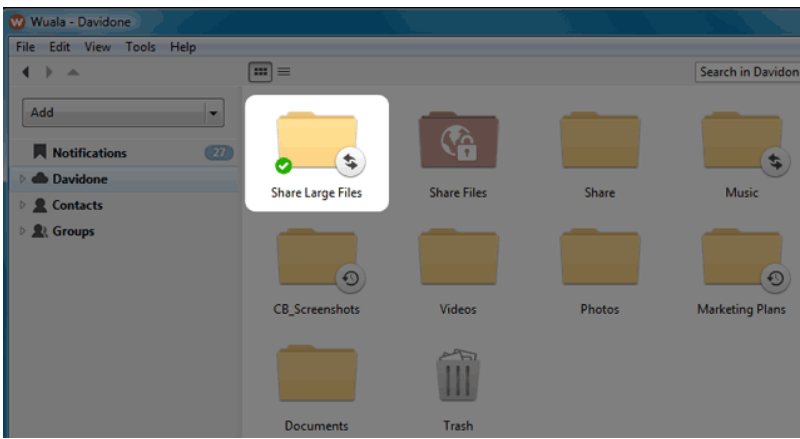 Wuala - Davidone
File Edit View Tools Help
Search in Davidon
Add
Notifications 27
Davidone
Contacts
Groups
Share Large Files Share Files Share Music
CB_Screenshots Videos Photos Marketing Plans
Documents Trash